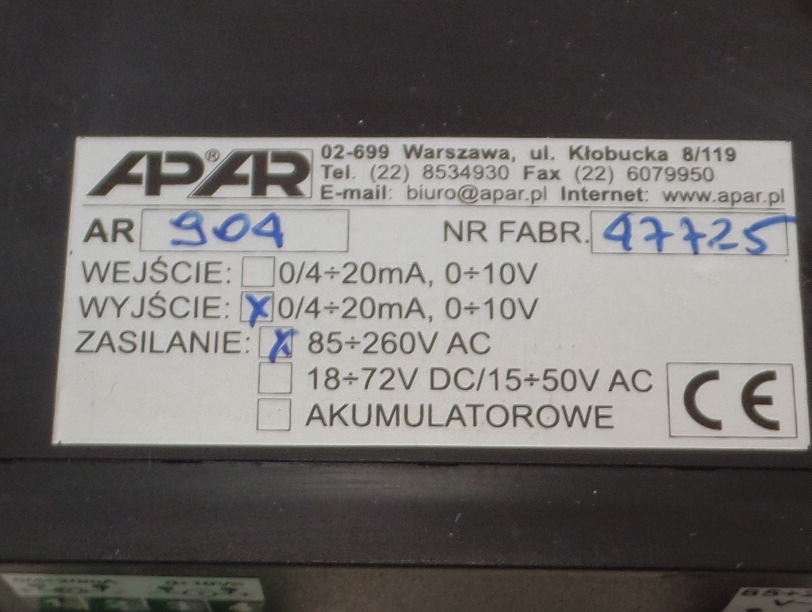 APAR® 02-699 Warszawa, ul. Kłobucka 8/119
Tel. (22) 8534930 Fax (22) 6079950
E-mail: biuro@apar.pl Internet: www.apar.pl
AR 904 NR FABR. 47725
WEJŚCIE: 0/4÷20mA, 0÷10V
WYJŚCIE: X 0/4÷20mA, 0÷10V
ZASILANIE: X 85÷260V AC
18÷72V DC/15÷50V AC
AKUMULATOROWE
CE